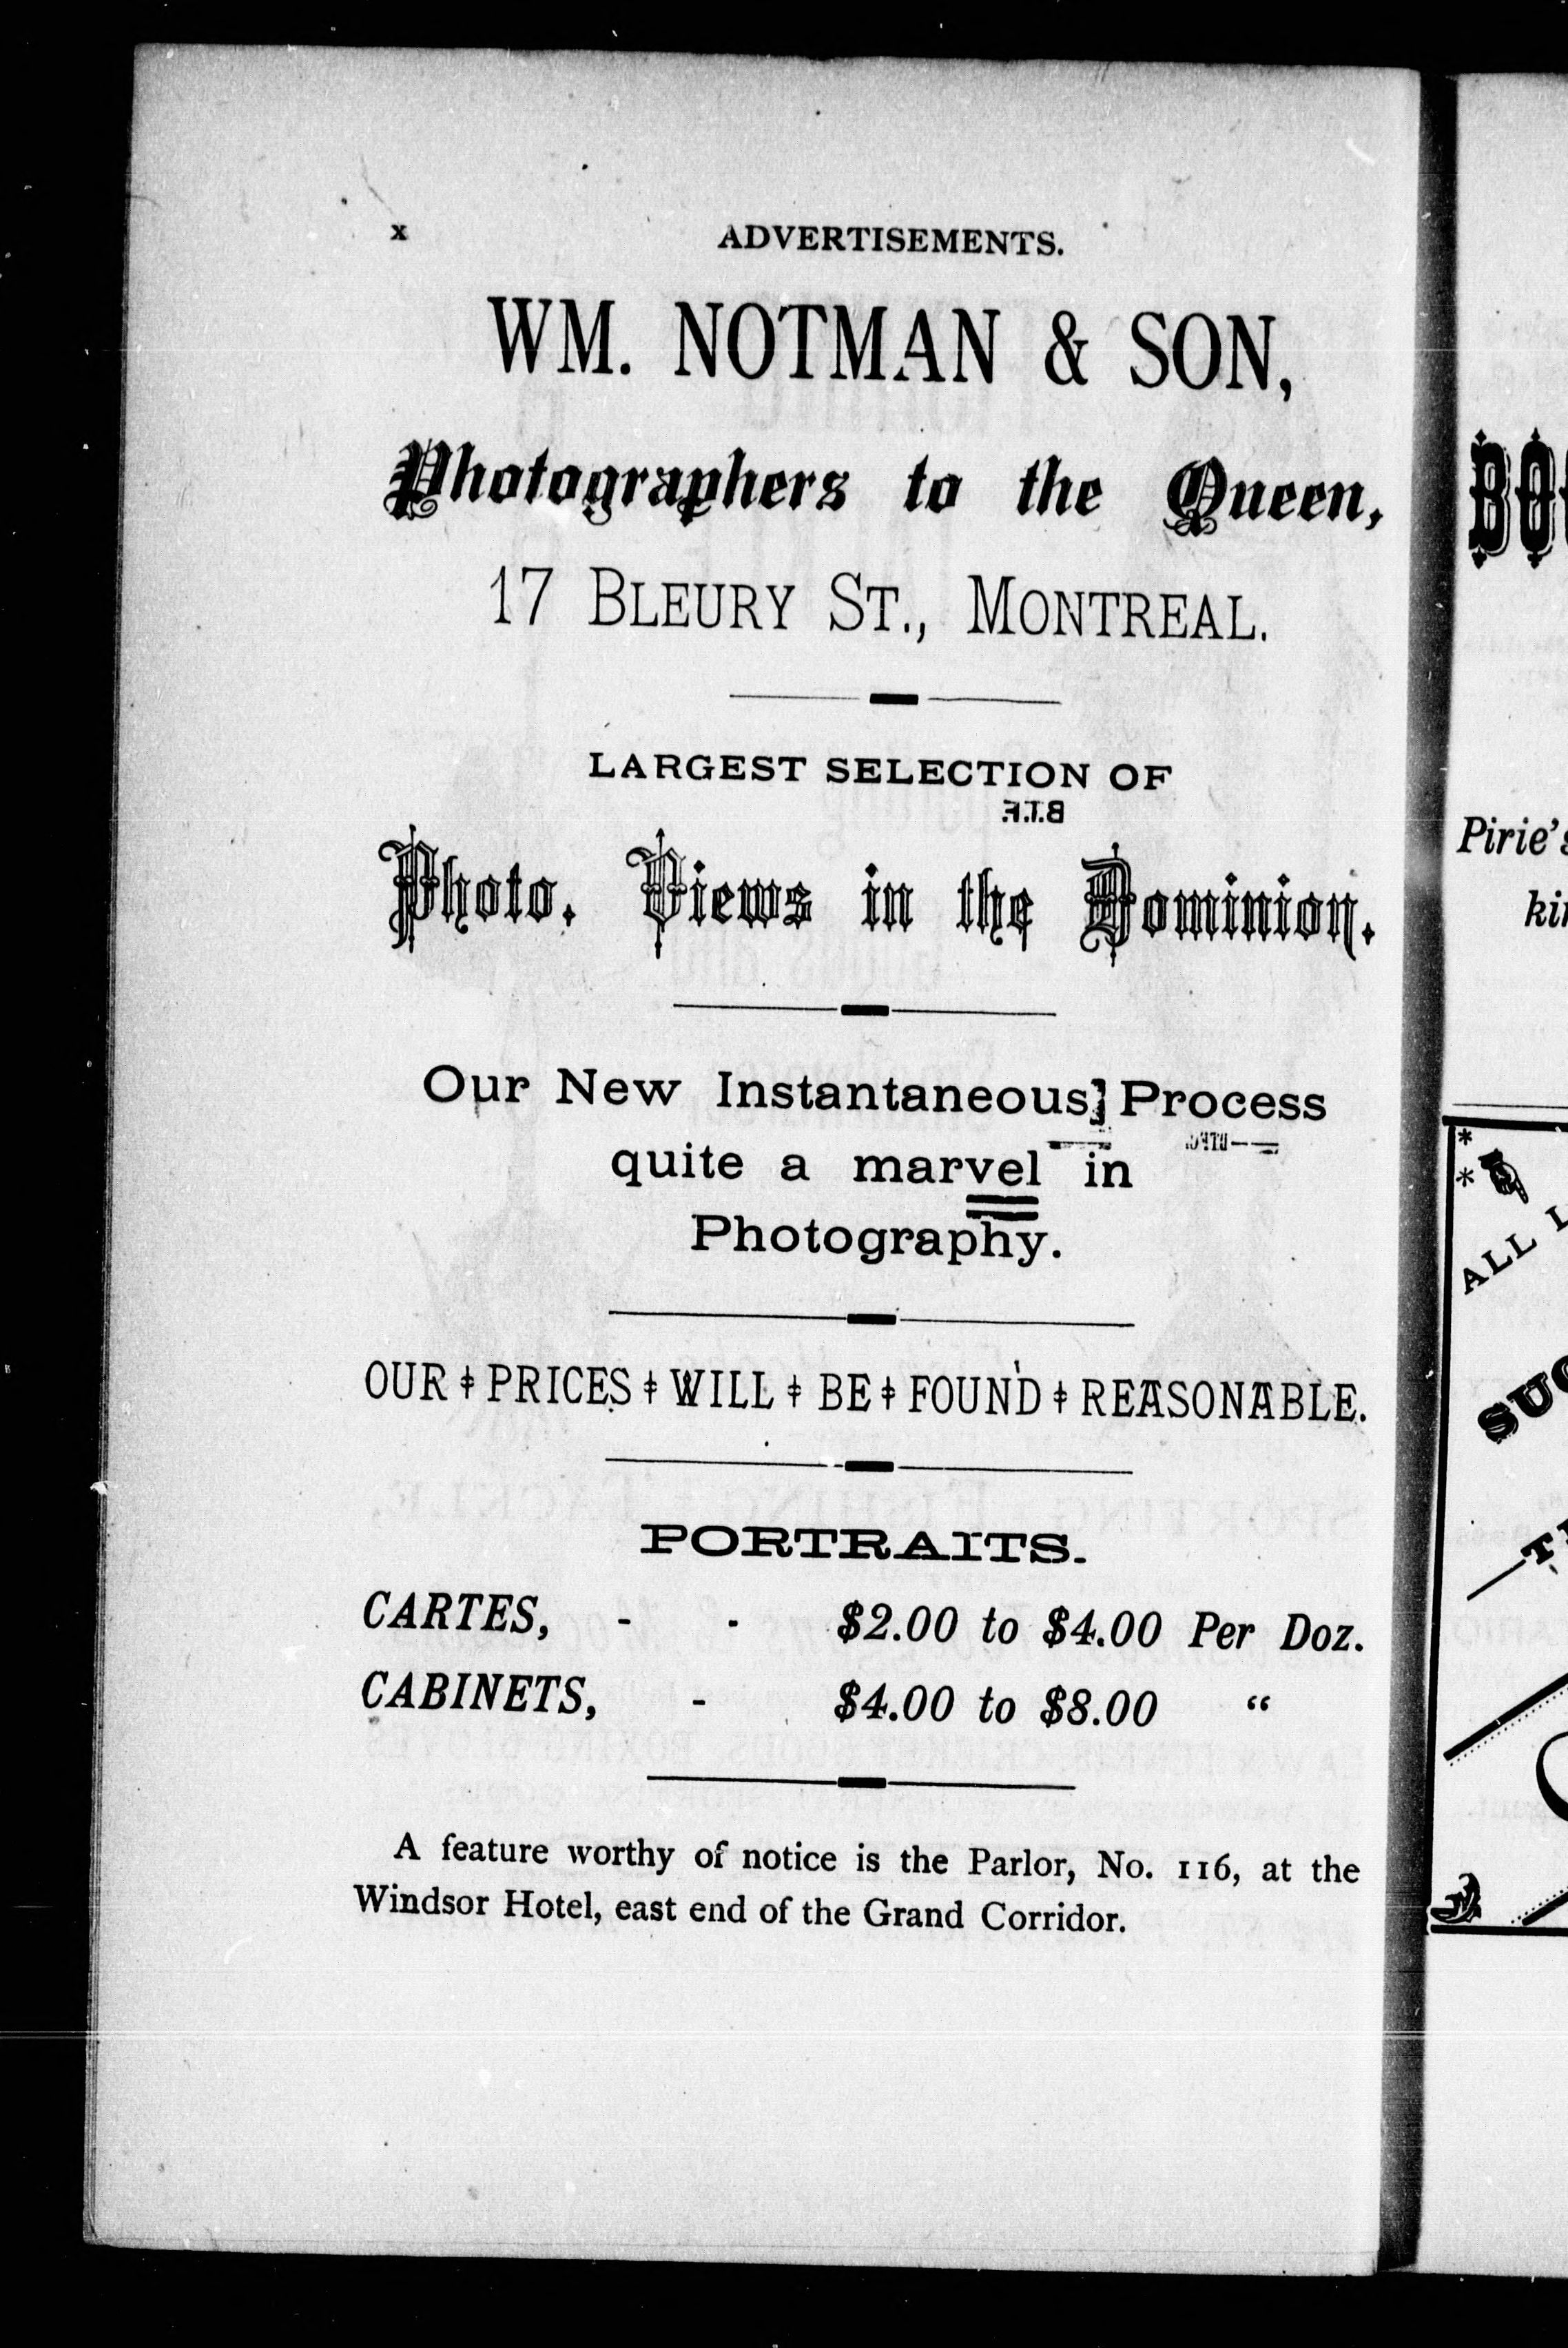 x ADVERTISEMENTS.
WM. NOTMAN & SON,
Photographers to the Queen,
17 BLEURY ST., MONTREAL.
LARGEST SELECTION OF
Photo. Views in the Dominion.
Our New Instantaneous] Process
quite a marvel in
Photography.
OUR ‡ PRICES ‡ WILL ‡ BE ‡ FOUND ‡ REASONABLE.
PORTRAITS.
CARTES, - - $2.00 to $4.00 Per Doz.
CABINETS, - $4.00 to $8.00 "
A feature worthy of notice is the Parlor, No. 116, at the
Windsor Hotel, east end of the Grand Corridor.
Pirie's
ALL